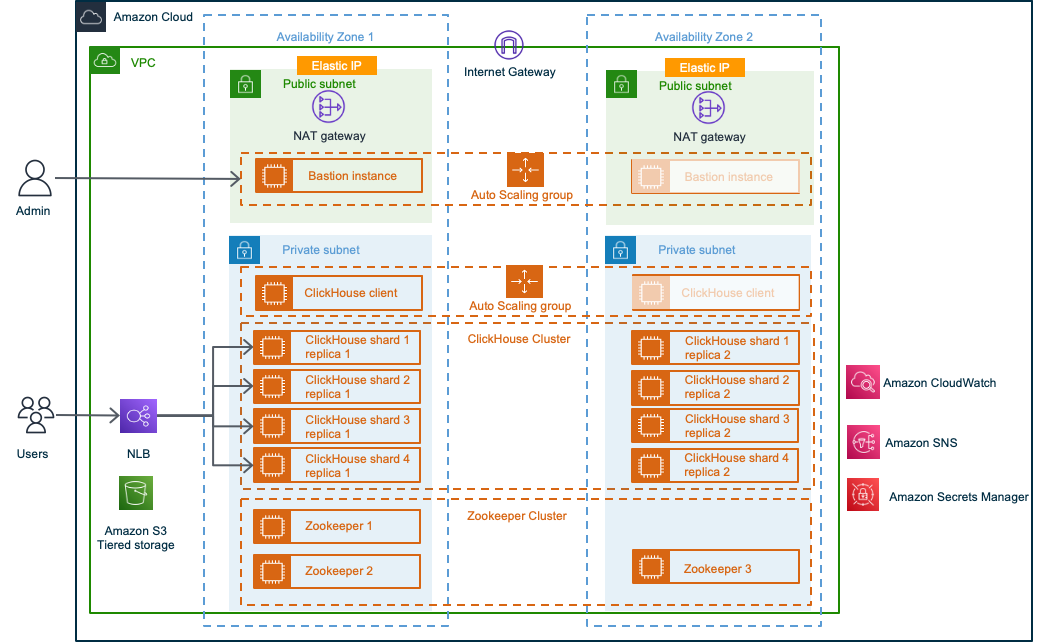 Amazon Cloud
Availability Zone 1
Availability Zone 2
VPC
Internet Gateway
Elastic IP
Elastic IP
Public subnet
Public subnet
NAT gateway
NAT gateway
Admin
Bastion instance
Auto Scaling group
Bastion instance
Private subnet
Private subnet
ClickHouse client
Auto Scaling group
ClickHouse client
ClickHouse Cluster
ClickHouse shard 1
replica 1
ClickHouse shard 1
replica 2
ClickHouse shard 2
replica 1
ClickHouse shard 2
replica 2
ClickHouse shard 3
replica 1
ClickHouse shard 3
replica 2
ClickHouse shard 4
replica 1
ClickHouse shard 4
replica 2
Users
NLB
Amazon S3
Tiered storage
Zookeeper Cluster
Zookeeper 1
Zookeeper 2
Zookeeper 3
Amazon CloudWatch
Amazon SNS
Amazon Secrets Manager